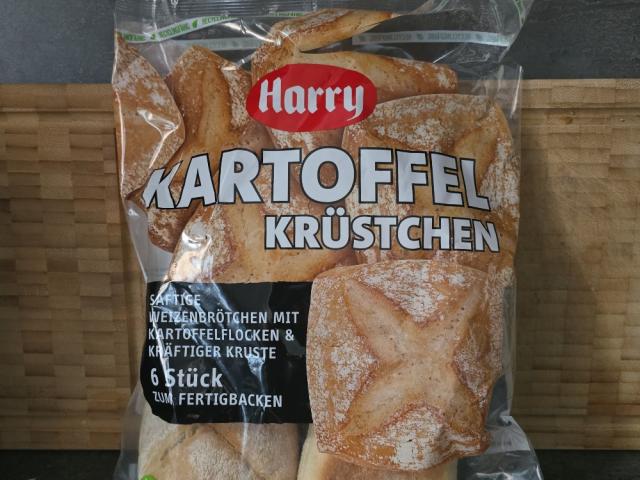 Harry
KARTOFFEL
KRÜSTCHEN
SAFTIGE
WEIZENBRÖTCHEN MIT
KARTOFFELFLOCKEN &
KRÄFTIGER KRUSTE
6 Stück
ZUM FERTIGBACKEN